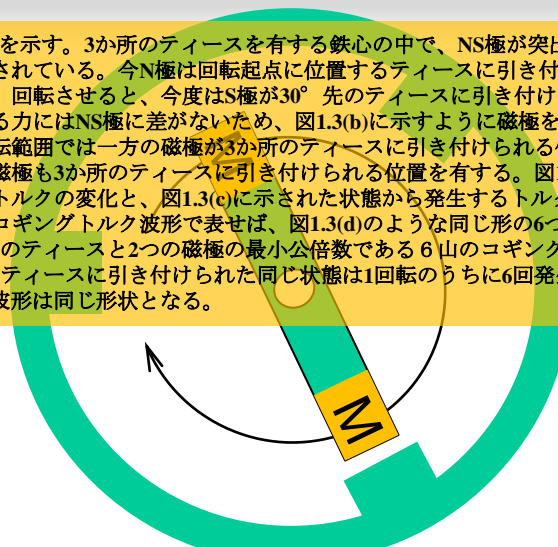 を示す。3か所のティースを有する鉄心の中で、NS極が突出
されている。今N極は回転起点に位置するティースに引き付
回転させると、今度はS極が30°先のティースに引き付け
る力にはNS極に差がないため、図1.3(b)に示すように磁極を
転範囲では一方の磁極が3か所のティースに引き付けられる
磁極も3か所のティースに引き付けられる位置を有する。図
トルクの変化と、図1.3(c)に示された状態から発生するトルク
コギングトルク波形で表せば、図1.3(d)のような同じ形の6つ
のティースと2つの磁極の最小公倍数である６山のコギング
ティースに引き付けられた同じ状態は1回転のうちに6回発
波形は同じ形状となる。
M
M